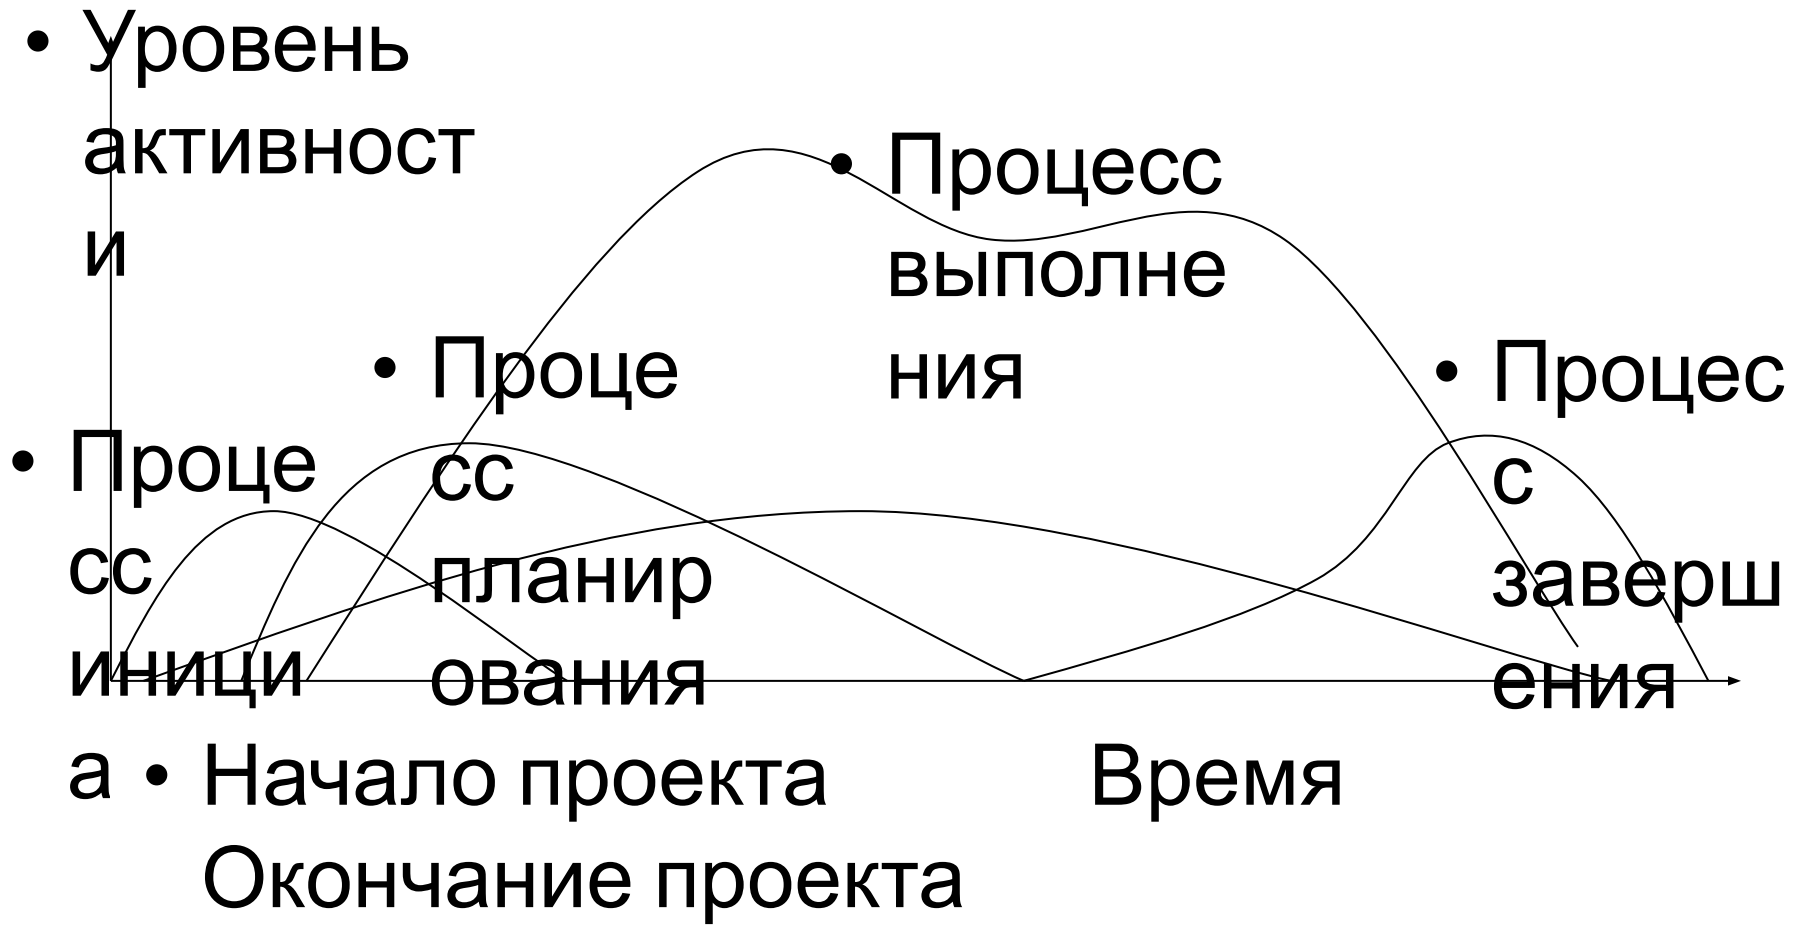 • Уровень
активност
и
• Процесс
выполне
ния
• Проце
сс
планир
ования
• Процес
с
заверш
ения
• Проце
сс
иници
а
• Начало проекта Время
Окончание проекта